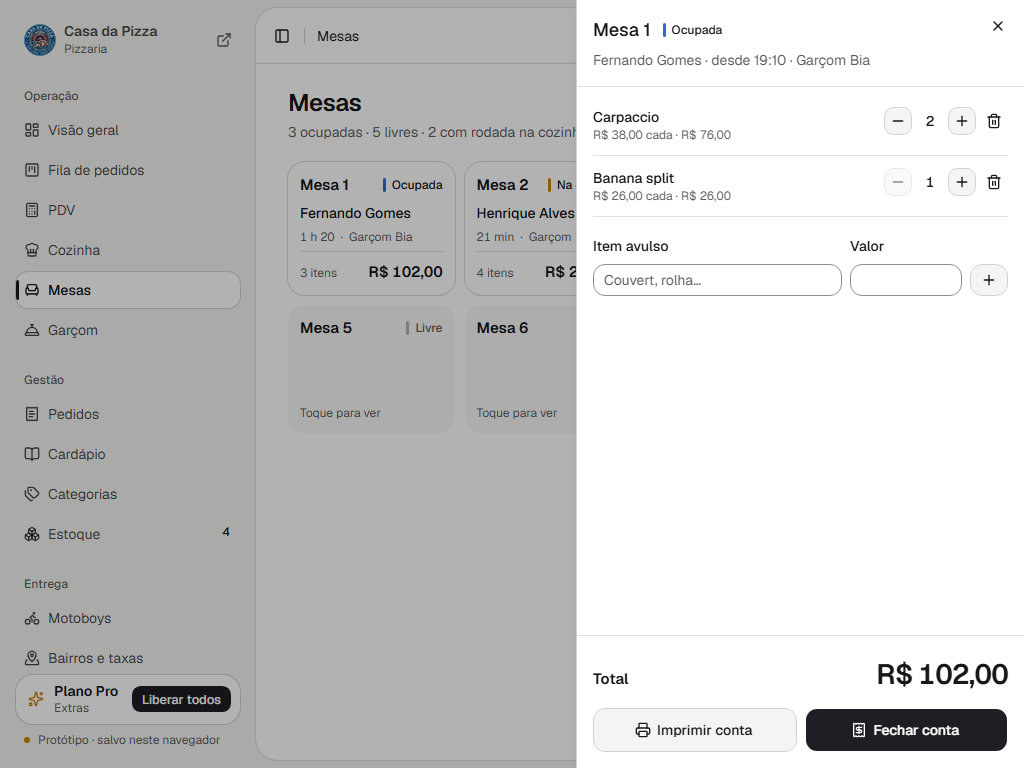 Casa da Pizza
Pizzaria
Operação
Visão geral
Fila de pedidos
PDV
Cozinha
Mesas
Garçom
Gestão
Pedidos
Cardápio
Categorias
Estoque 4
Entrega
Motoboys
Bairros e taxas
Plano Pro
Extras
Liberar todos
Protótipo · salvo neste navegador
Mesas
Mesas
3 ocupadas · 5 livres · 2 com rodada na cozinh
Mesa 1 Ocupada
Fernando Gomes
1 h 20 · Garçom Bia
3 itens R$ 102,00
Mesa 2 Na
Henrique Alves
21 min · Garçom
4 itens R$ 2
Mesa 5 Livre
Toque para ver
Mesa 6
Toque para ver
Mesa 1 Ocupada
Fernando Gomes · desde 19:10 · Garçom Bia
Carpaccio
R$ 38,00 cada · R$ 76,00
2
Banana split
R$ 26,00 cada · R$ 26,00
1
Item avulso Valor
Couvert, rolha…
Total R$ 102,00
Imprimir conta Fechar conta